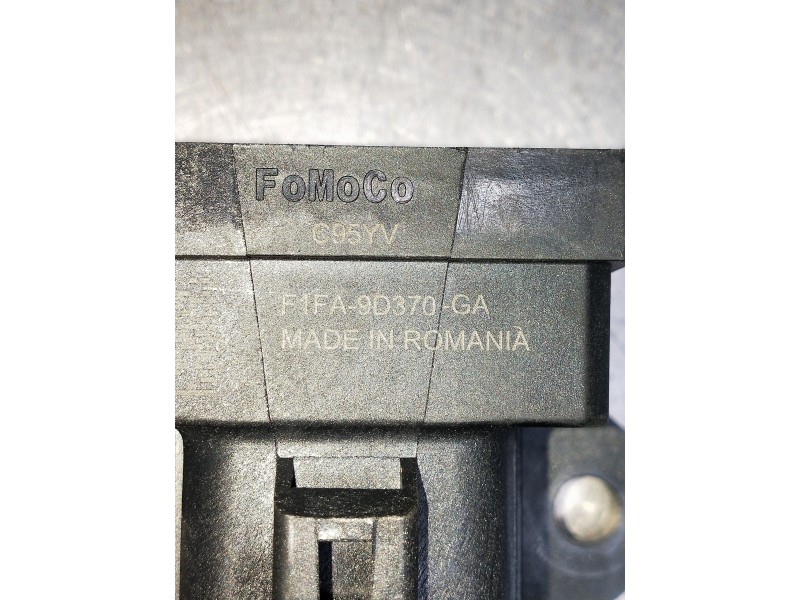 FoMoCo
C95YV
F1FA-9D370-GA
MADE IN ROMANIA